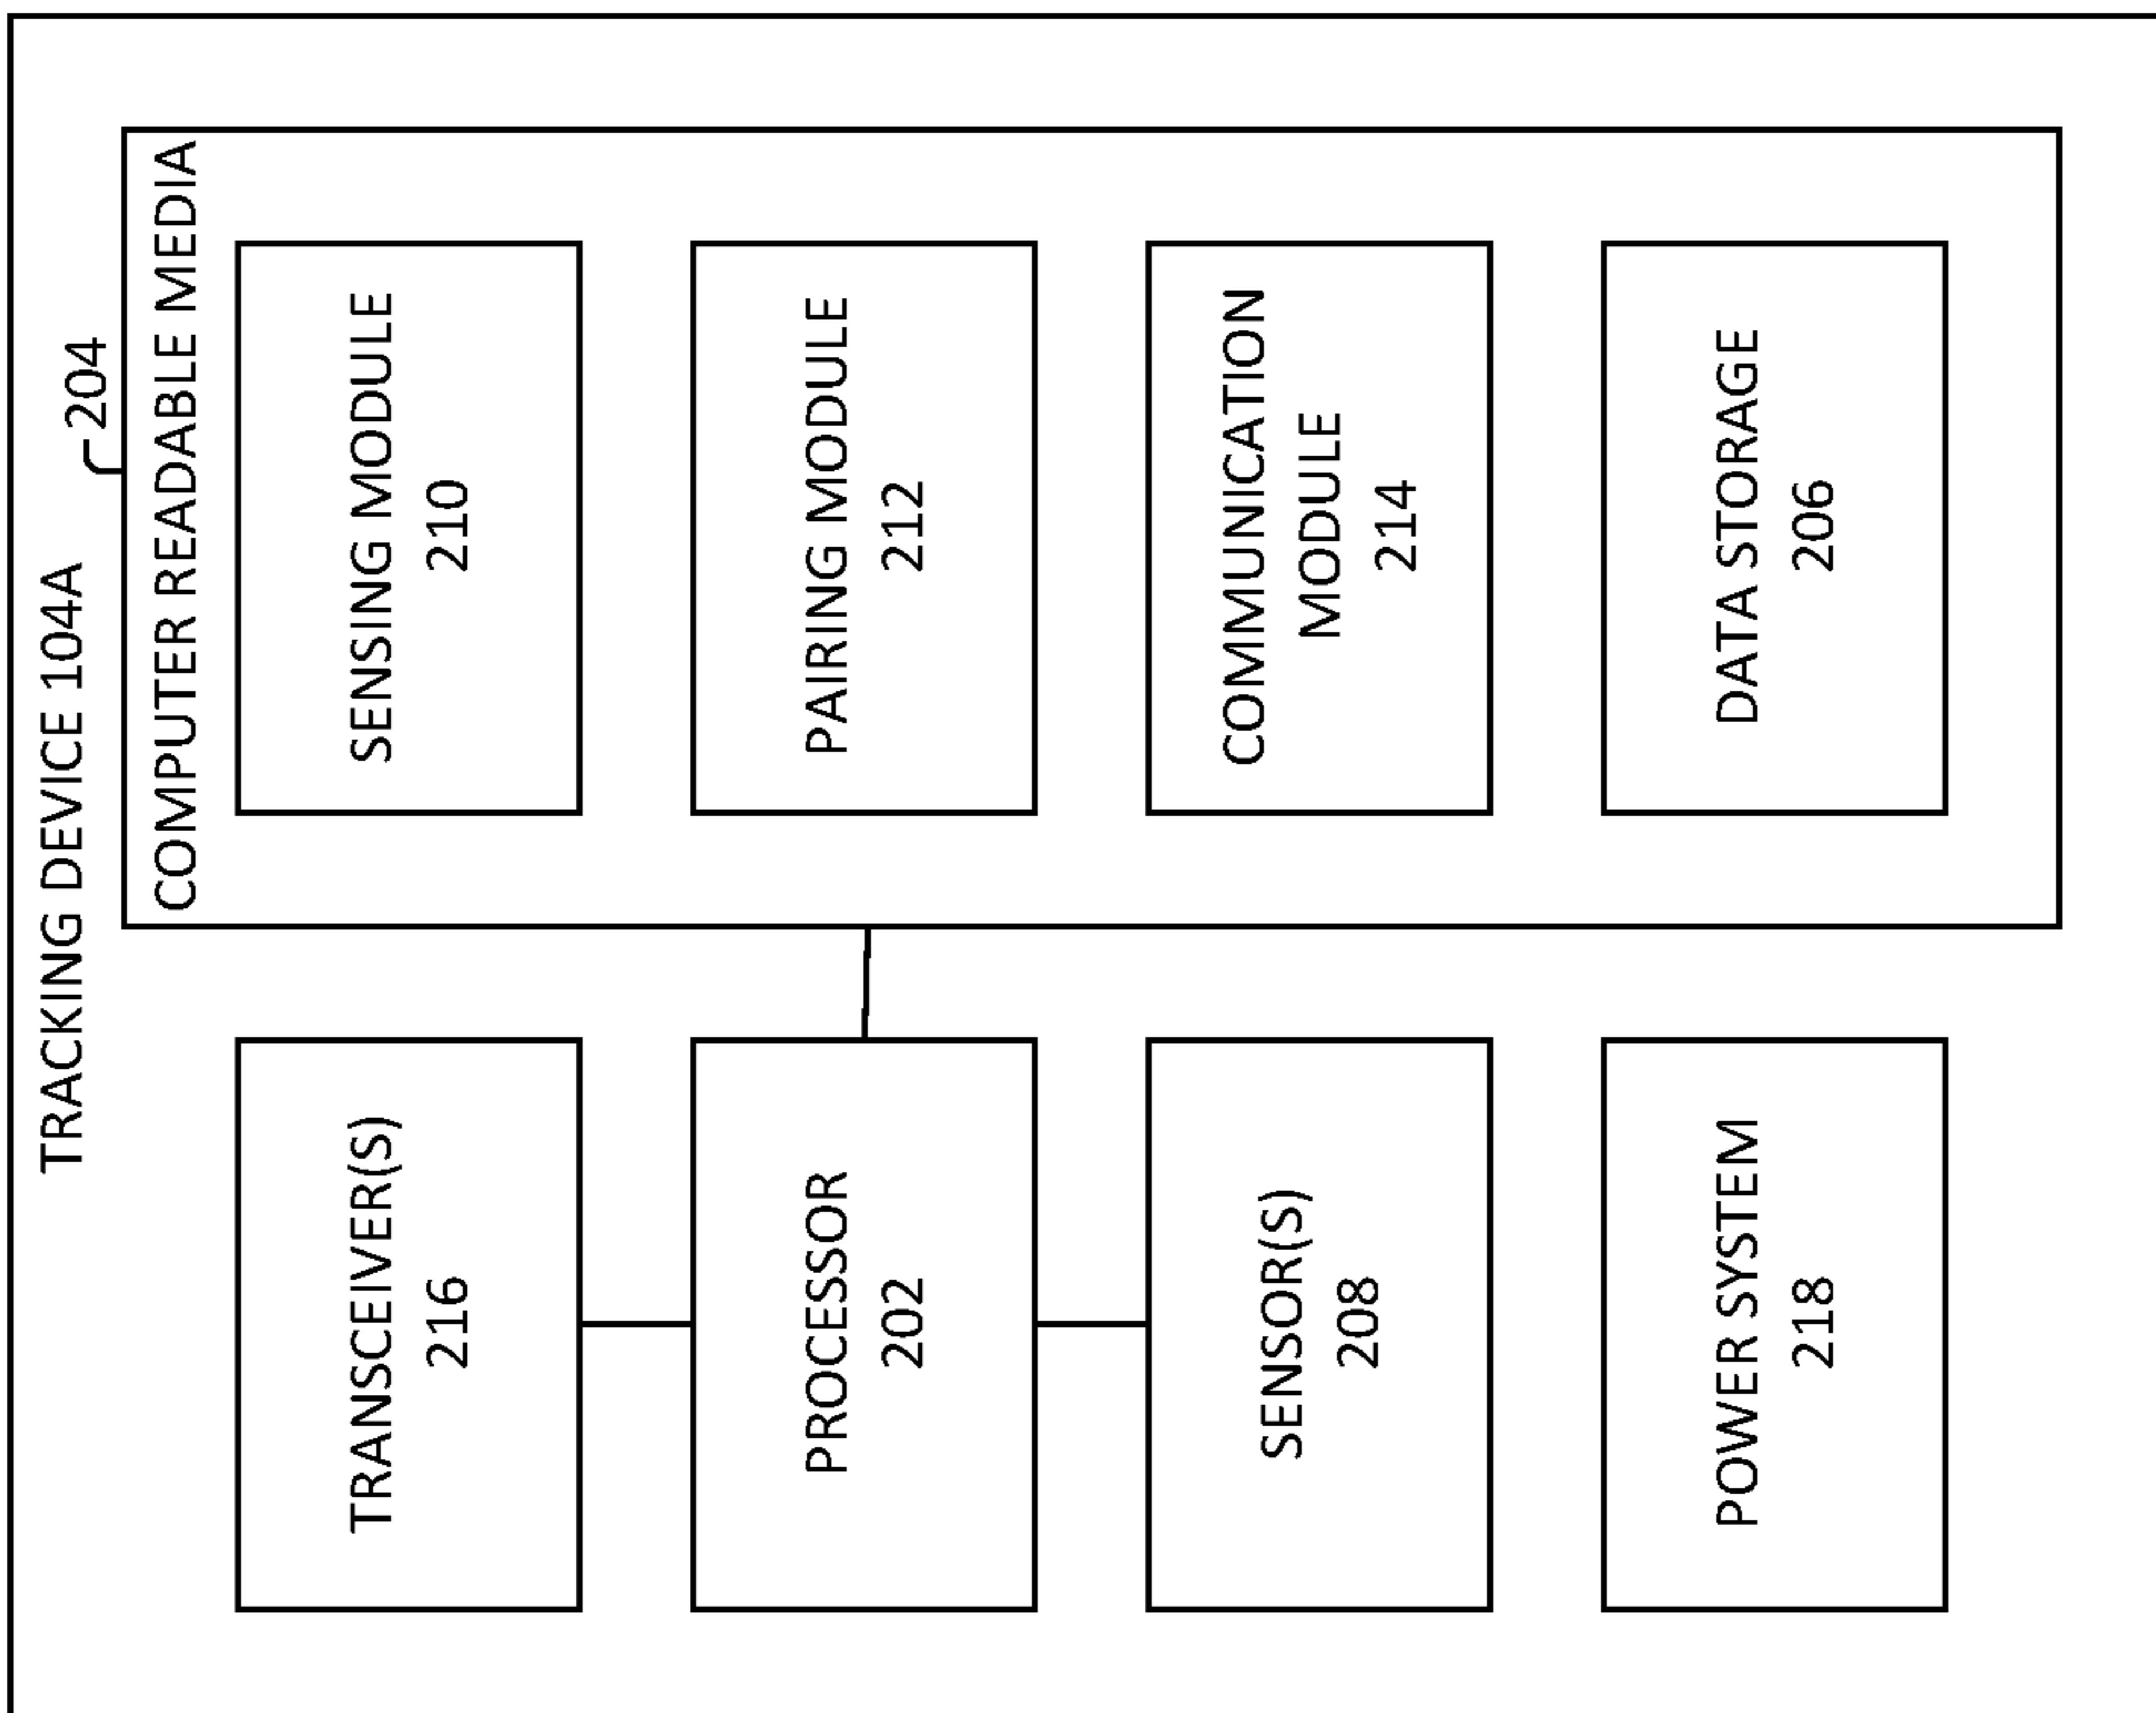 TRACKING DEVICE 104A
204
COMPUTER READABLE MEDIA
TRANSCEIVER(S)
216
SENSING MODULE
210
PROCESSOR
202
PAIRING MODULE
212
SENSOR(S)
208
COMMUNICATION
MODULE
214
POWER SYSTEM
218
DATA STORAGE
206